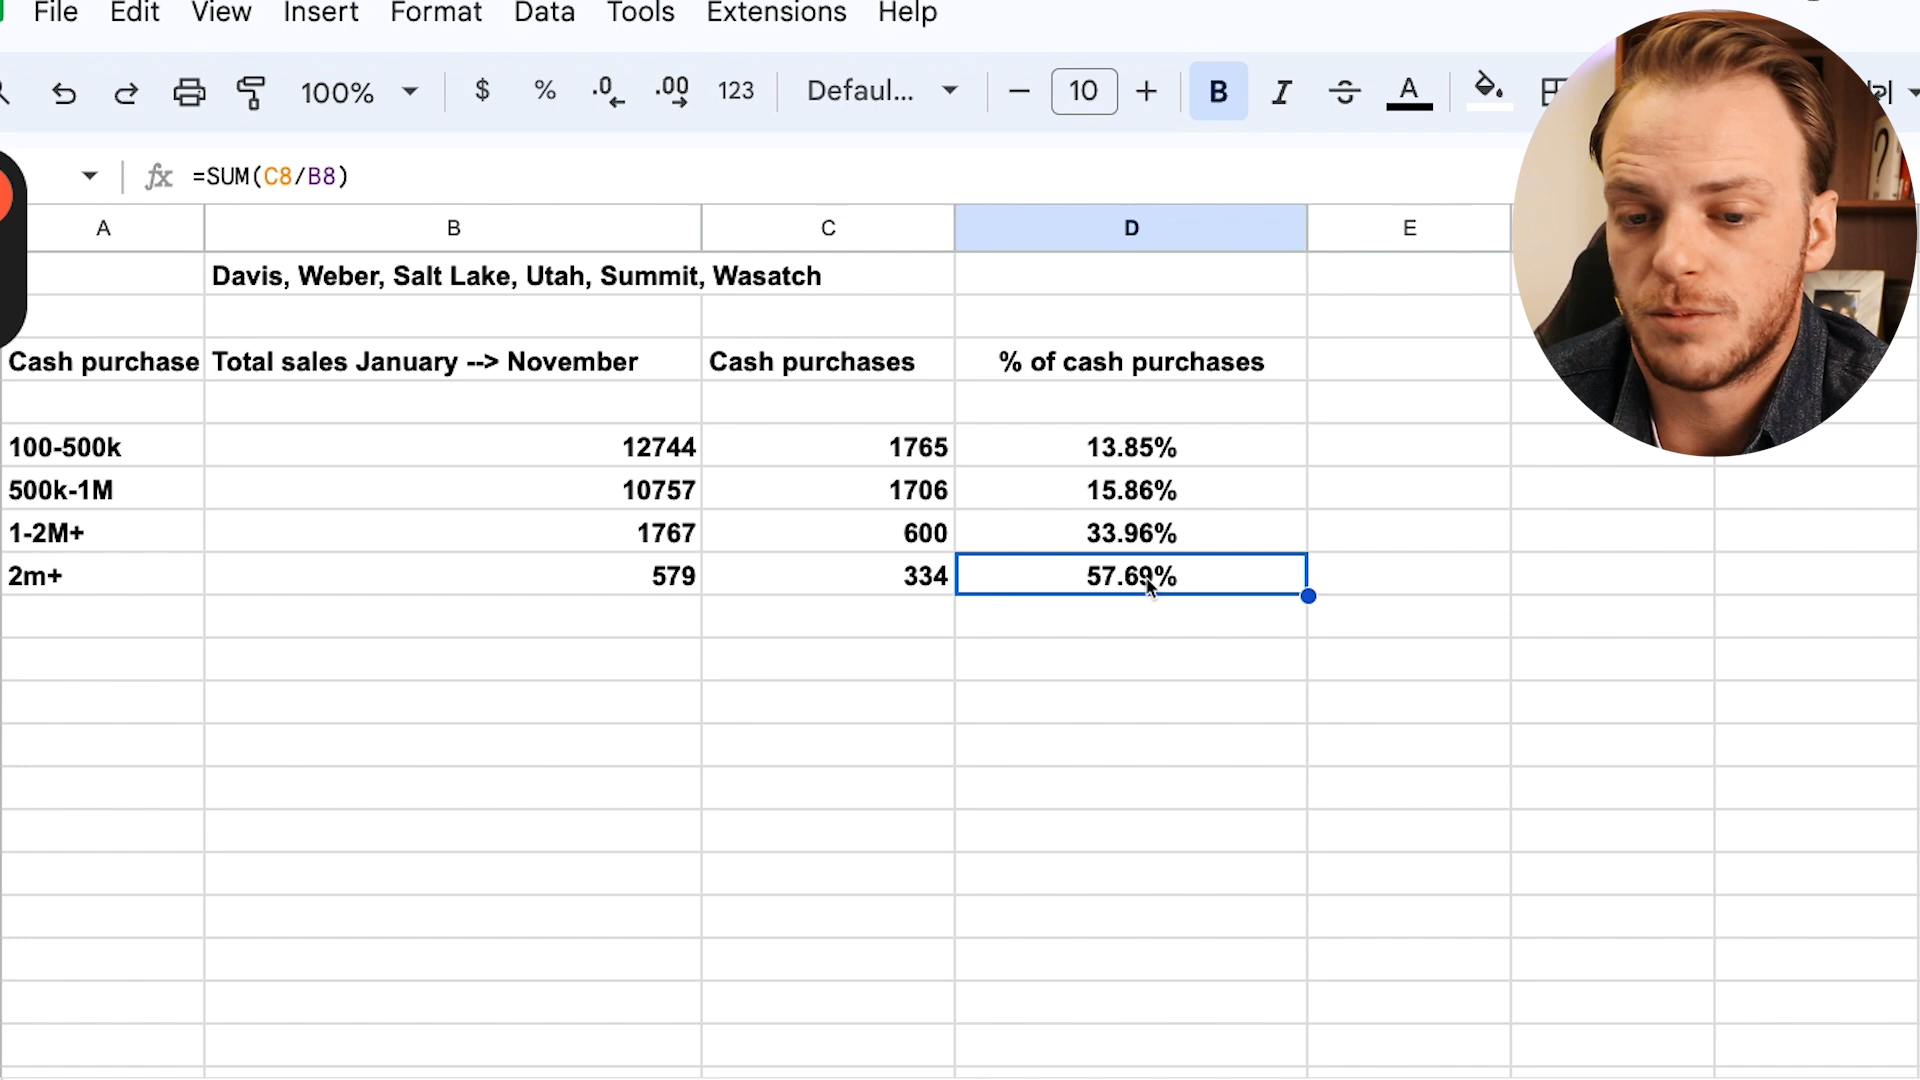 File Edit View Insert Format Data Tools Extensions Help
100% $ % .0 .00 123 Defaul... − 10 + B I S A
fx =SUM(C8/B8)
A B C D E
Davis, Weber, Salt Lake, Utah, Summit, Wasatch
Cash purchase Total sales January --> November Cash purchases % of cash purchases
100-500k 12744 1765 13.85%
500k-1M 10757 1706 15.86%
1-2M+ 1767 600 33.96%
2m+ 579 334 57.69%